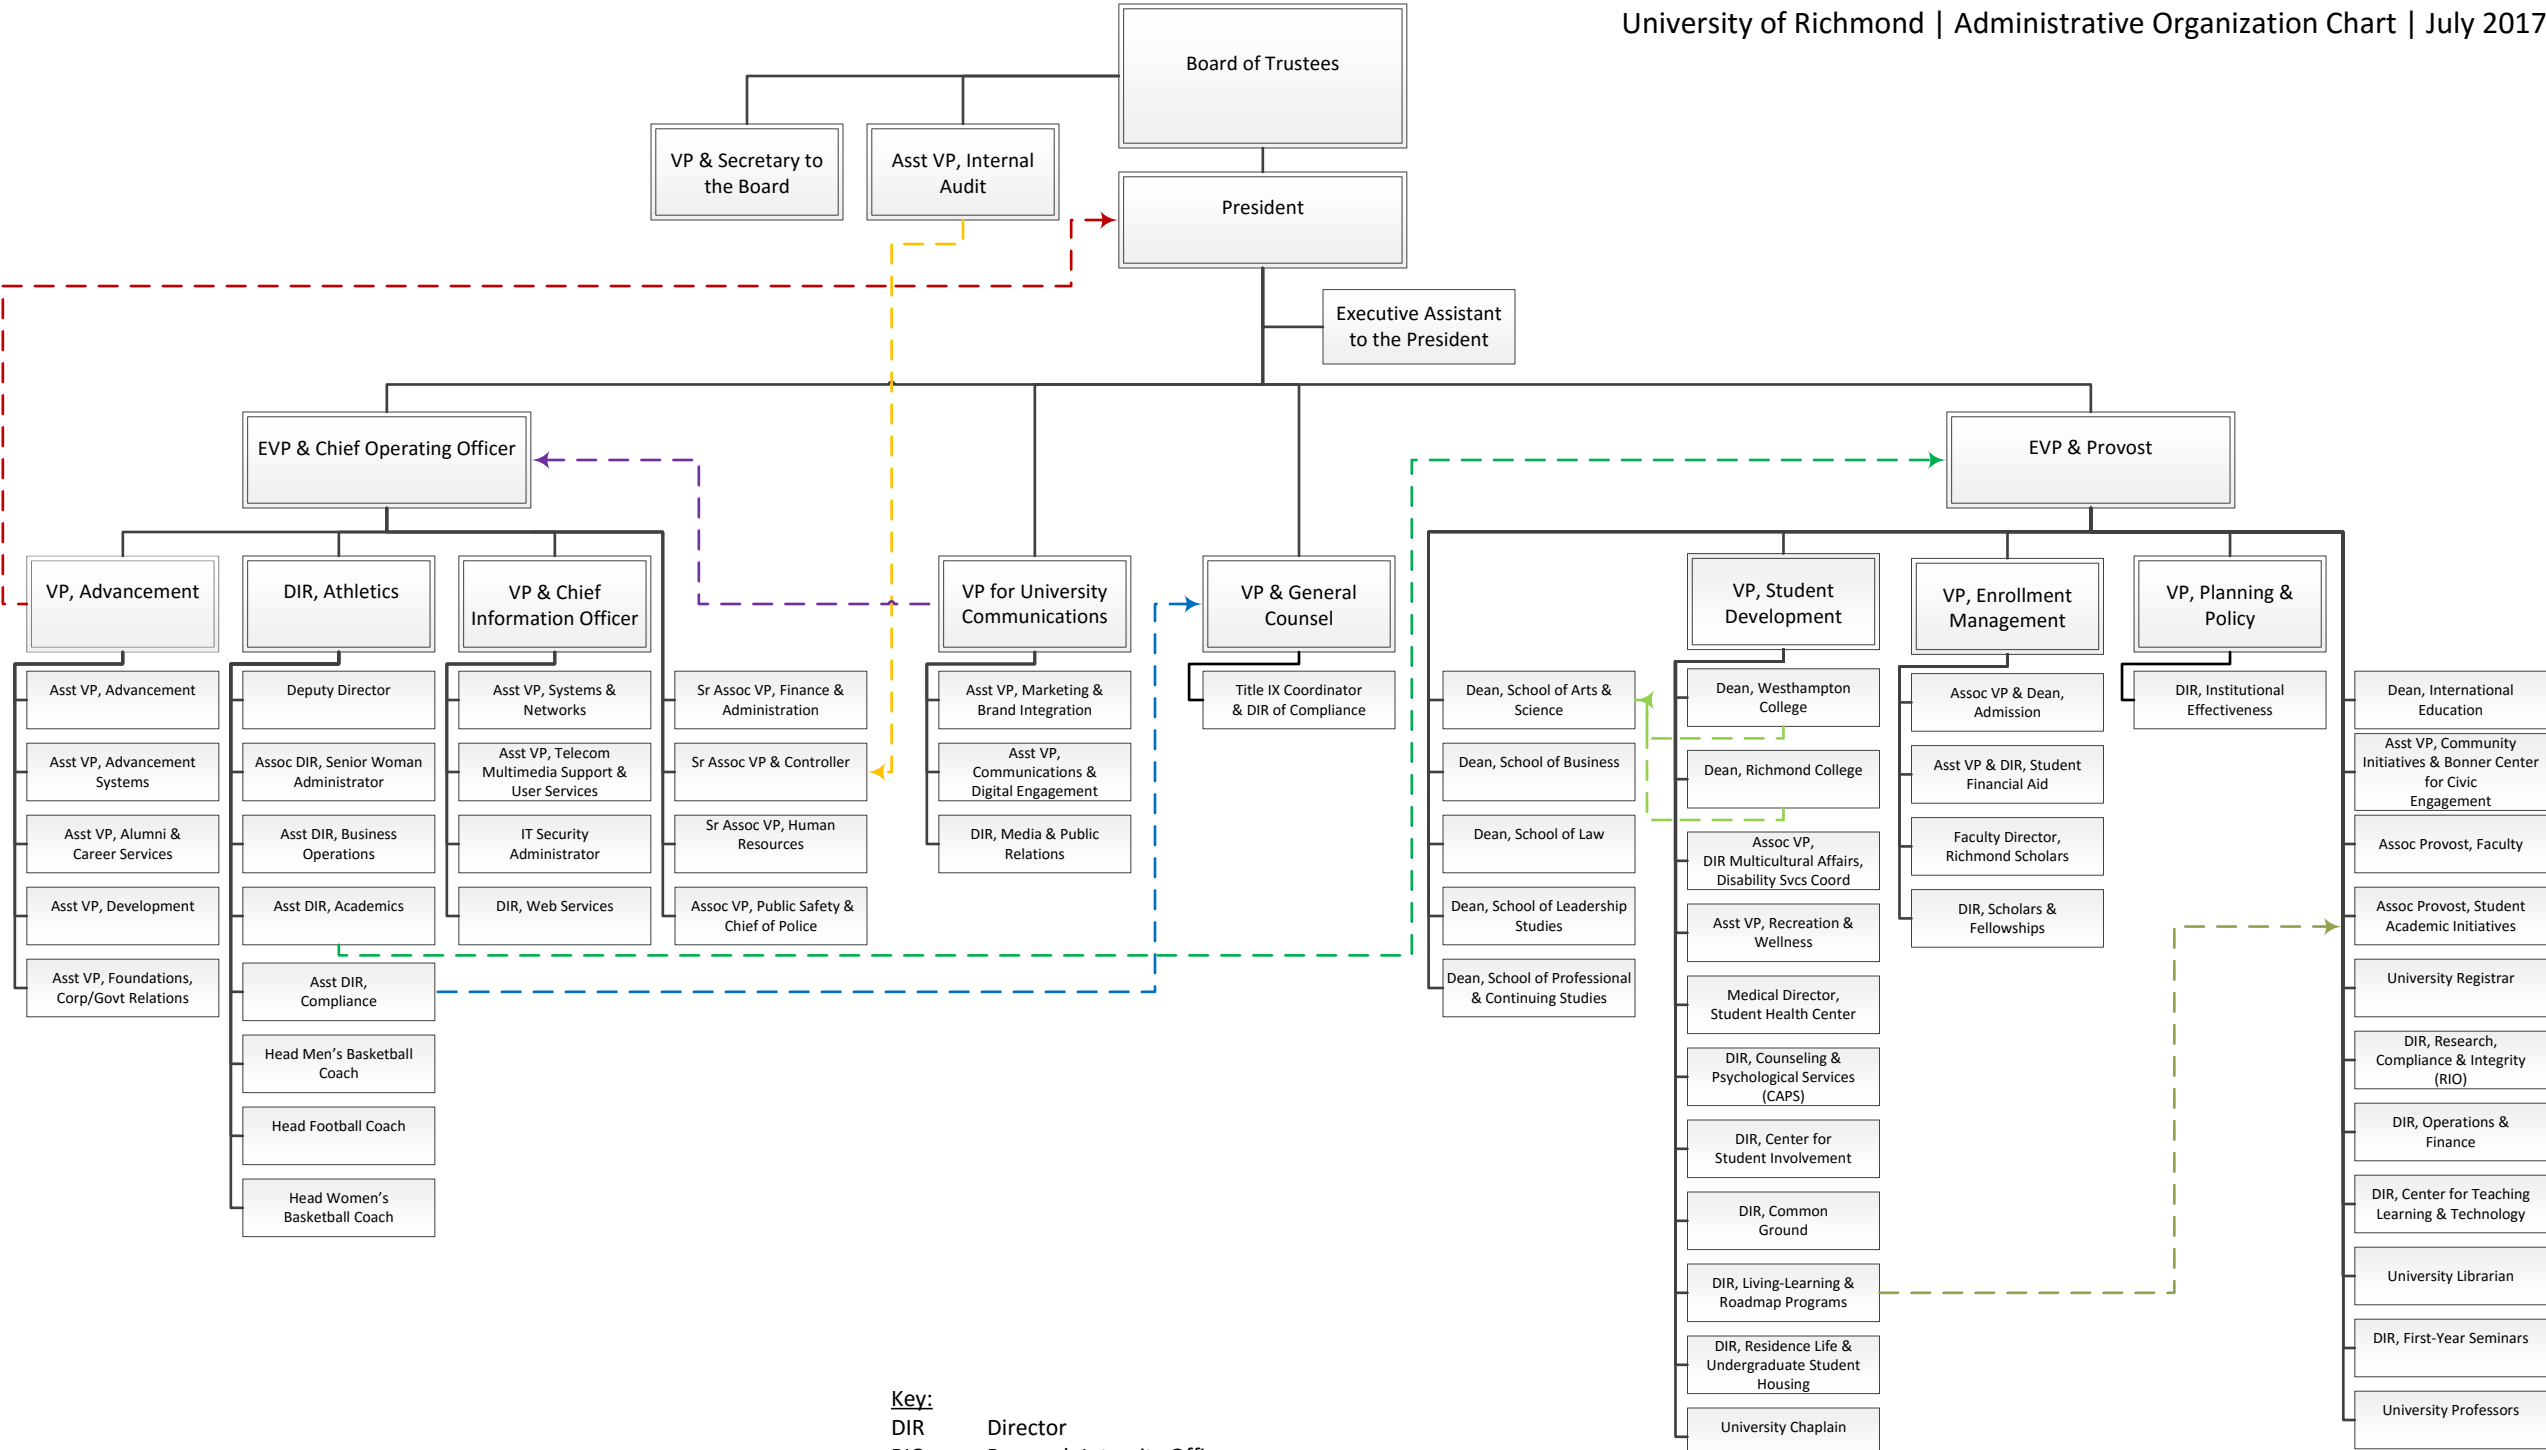 University of Richmond | Administrative Organization Chart | July 2017
Board of Trustees
VP & Secretary to
the Board
Asst VP, Internal
Audit
President
Executive Assistant
to the President
EVP & Chief Operating Officer
EVP & Provost
VP, Advancement
DIR, Athletics
VP & Chief
Information Officer
VP for University
Communications
VP & General
Counsel
VP, Student
Development
VP, Enrollment
Management
VP, Planning &
Policy
Asst VP, Advancement
Asst VP, Advancement
Systems
Asst VP, Alumni &
Career Services
Asst VP, Development
Asst VP, Foundations,
Corp/Govt Relations
Deputy Director
Assoc DIR, Senior Woman
Administrator
Asst DIR, Business
Operations
Asst DIR, Academics
Asst DIR,
Compliance
Head Men’s Basketball
Coach
Head Football Coach
Head Women’s
Basketball Coach
Asst VP, Systems &
Networks
Asst VP, Telecom
Multimedia Support &
User Services
IT Security
Administrator
DIR, Web Services
Sr Assoc VP, Finance &
Administration
Sr Assoc VP & Controller
Sr Assoc VP, Human
Resources
Assoc VP, Public Safety &
Chief of Police
Asst VP, Marketing &
Brand Integration
Asst VP,
Communications &
Digital Engagement
DIR, Media & Public
Relations
Title IX Coordinator
& DIR of Compliance
Dean, School of Arts &
Science
Dean, School of Business
Dean, School of Law
Dean, School of Leadership
Studies
Dean, School of Professional
& Continuing Studies
Dean, Westhampton
College
Dean, Richmond College
Assoc VP,
DIR Multicultural Affairs,
Disability Svcs Coord
Asst VP, Recreation &
Wellness
Medical Director,
Student Health Center
DIR, Counseling &
Psychological Services
(CAPS)
DIR, Center for
Student Involvement
DIR, Common
Ground
DIR, Living-Learning &
Roadmap Programs
DIR, Residence Life &
Undergraduate Student
Housing
University Chaplain
Assoc VP & Dean,
Admission
Asst VP & DIR, Student
Financial Aid
Faculty Director,
Richmond Scholars
DIR, Scholars &
Fellowships
DIR, Institutional
Effectiveness
Dean, International
Education
Asst VP, Community
Initiatives & Bonner Center
for Civic
Engagement
Assoc Provost, Faculty
Assoc Provost, Student
Academic Initiatives
University Registrar
DIR, Research,
Compliance & Integrity
(RIO)
DIR, Operations &
Finance
DIR, Center for Teaching
Learning & Technology
University Librarian
DIR, First-Year Seminars
University Professors
Key:
DIR Director